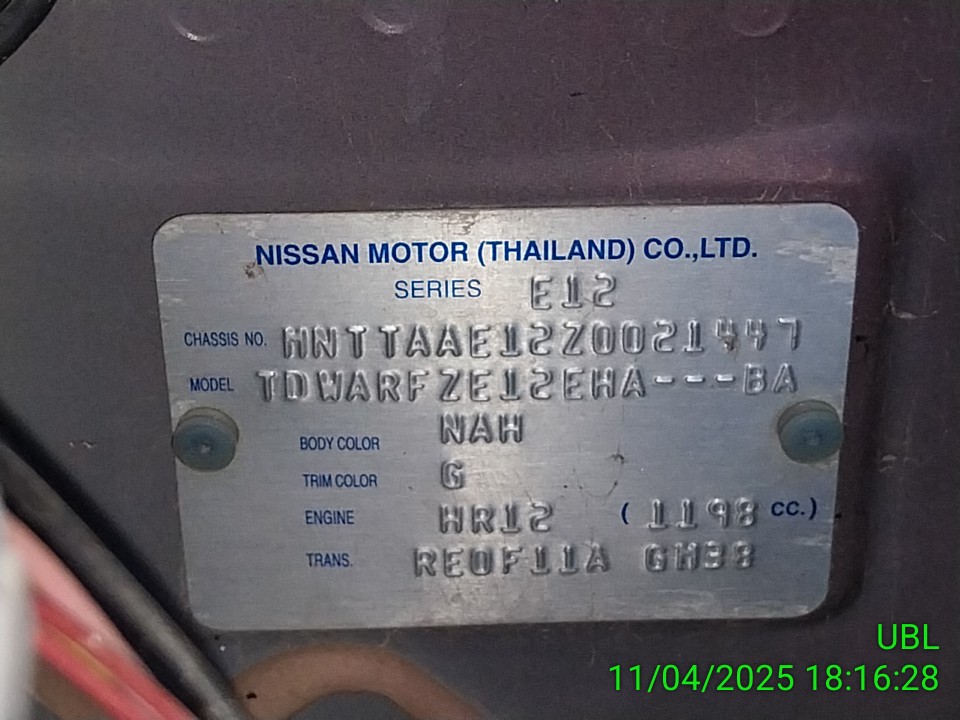 NISSAN MOTOR (THAILAND) CO.,LTD.
SERIES E12
CHASSIS NO. MNTTAAE12Z0021447
MODEL TDWARFZE12EHA---BA
BODY COLOR NAH
TRIM COLOR G
ENGINE HR12 (1198 CC.)
TRANS. RE0F11A GH38
UBL
11/04/2025 18:16:28